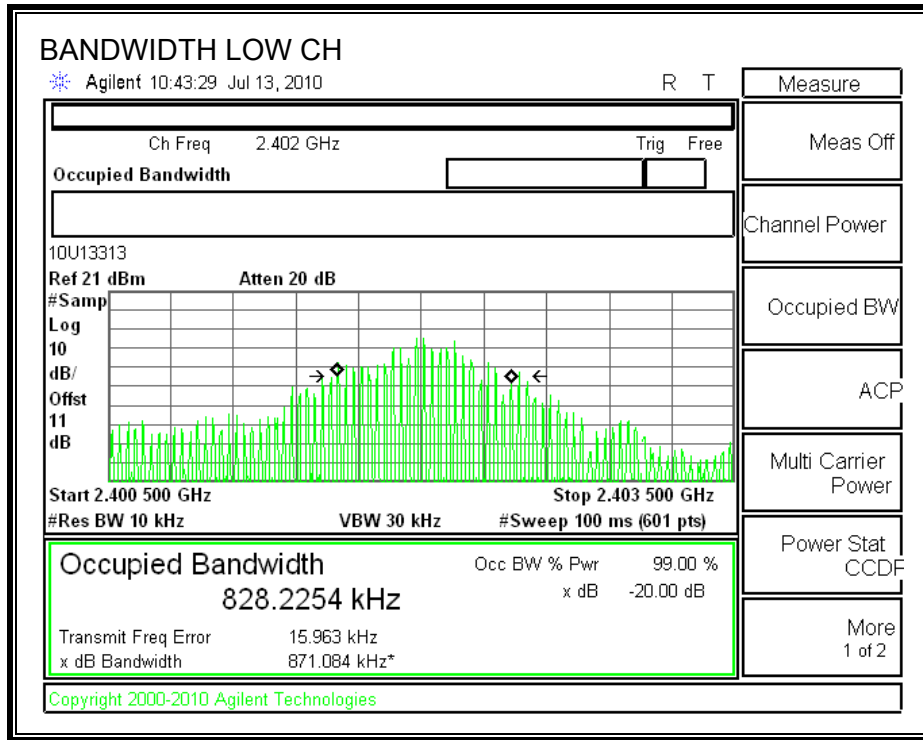 BANDWIDTH LOW CH
Agilent 10:43:29 Jul 13, 2010 R T
Measure
Ch Freq 2.402 GHz Trig Free
Meas Off
Occupied Bandwidth
Channel Power
10U13313
Ref 21 dBm Atten 20 dB
#Samp
Log
10
dB/
Offst
11
dB
Occupied BW
ACP
Multi Carrier
Power
Start 2.400 500 GHz Stop 2.403 500 GHz
#Res BW 10 kHz VBW 30 kHz #Sweep 100 ms (601 pts)
Power Stat
CCDF
Occupied Bandwidth Occ BW % Pwr 99.00 %
828.2254 kHz x dB -20.00 dB
Transmit Freq Error 15.963 kHz
x dB Bandwidth 871.084 kHz*
More
1 of 2
Copyright 2000-2010 Agilent Technologies